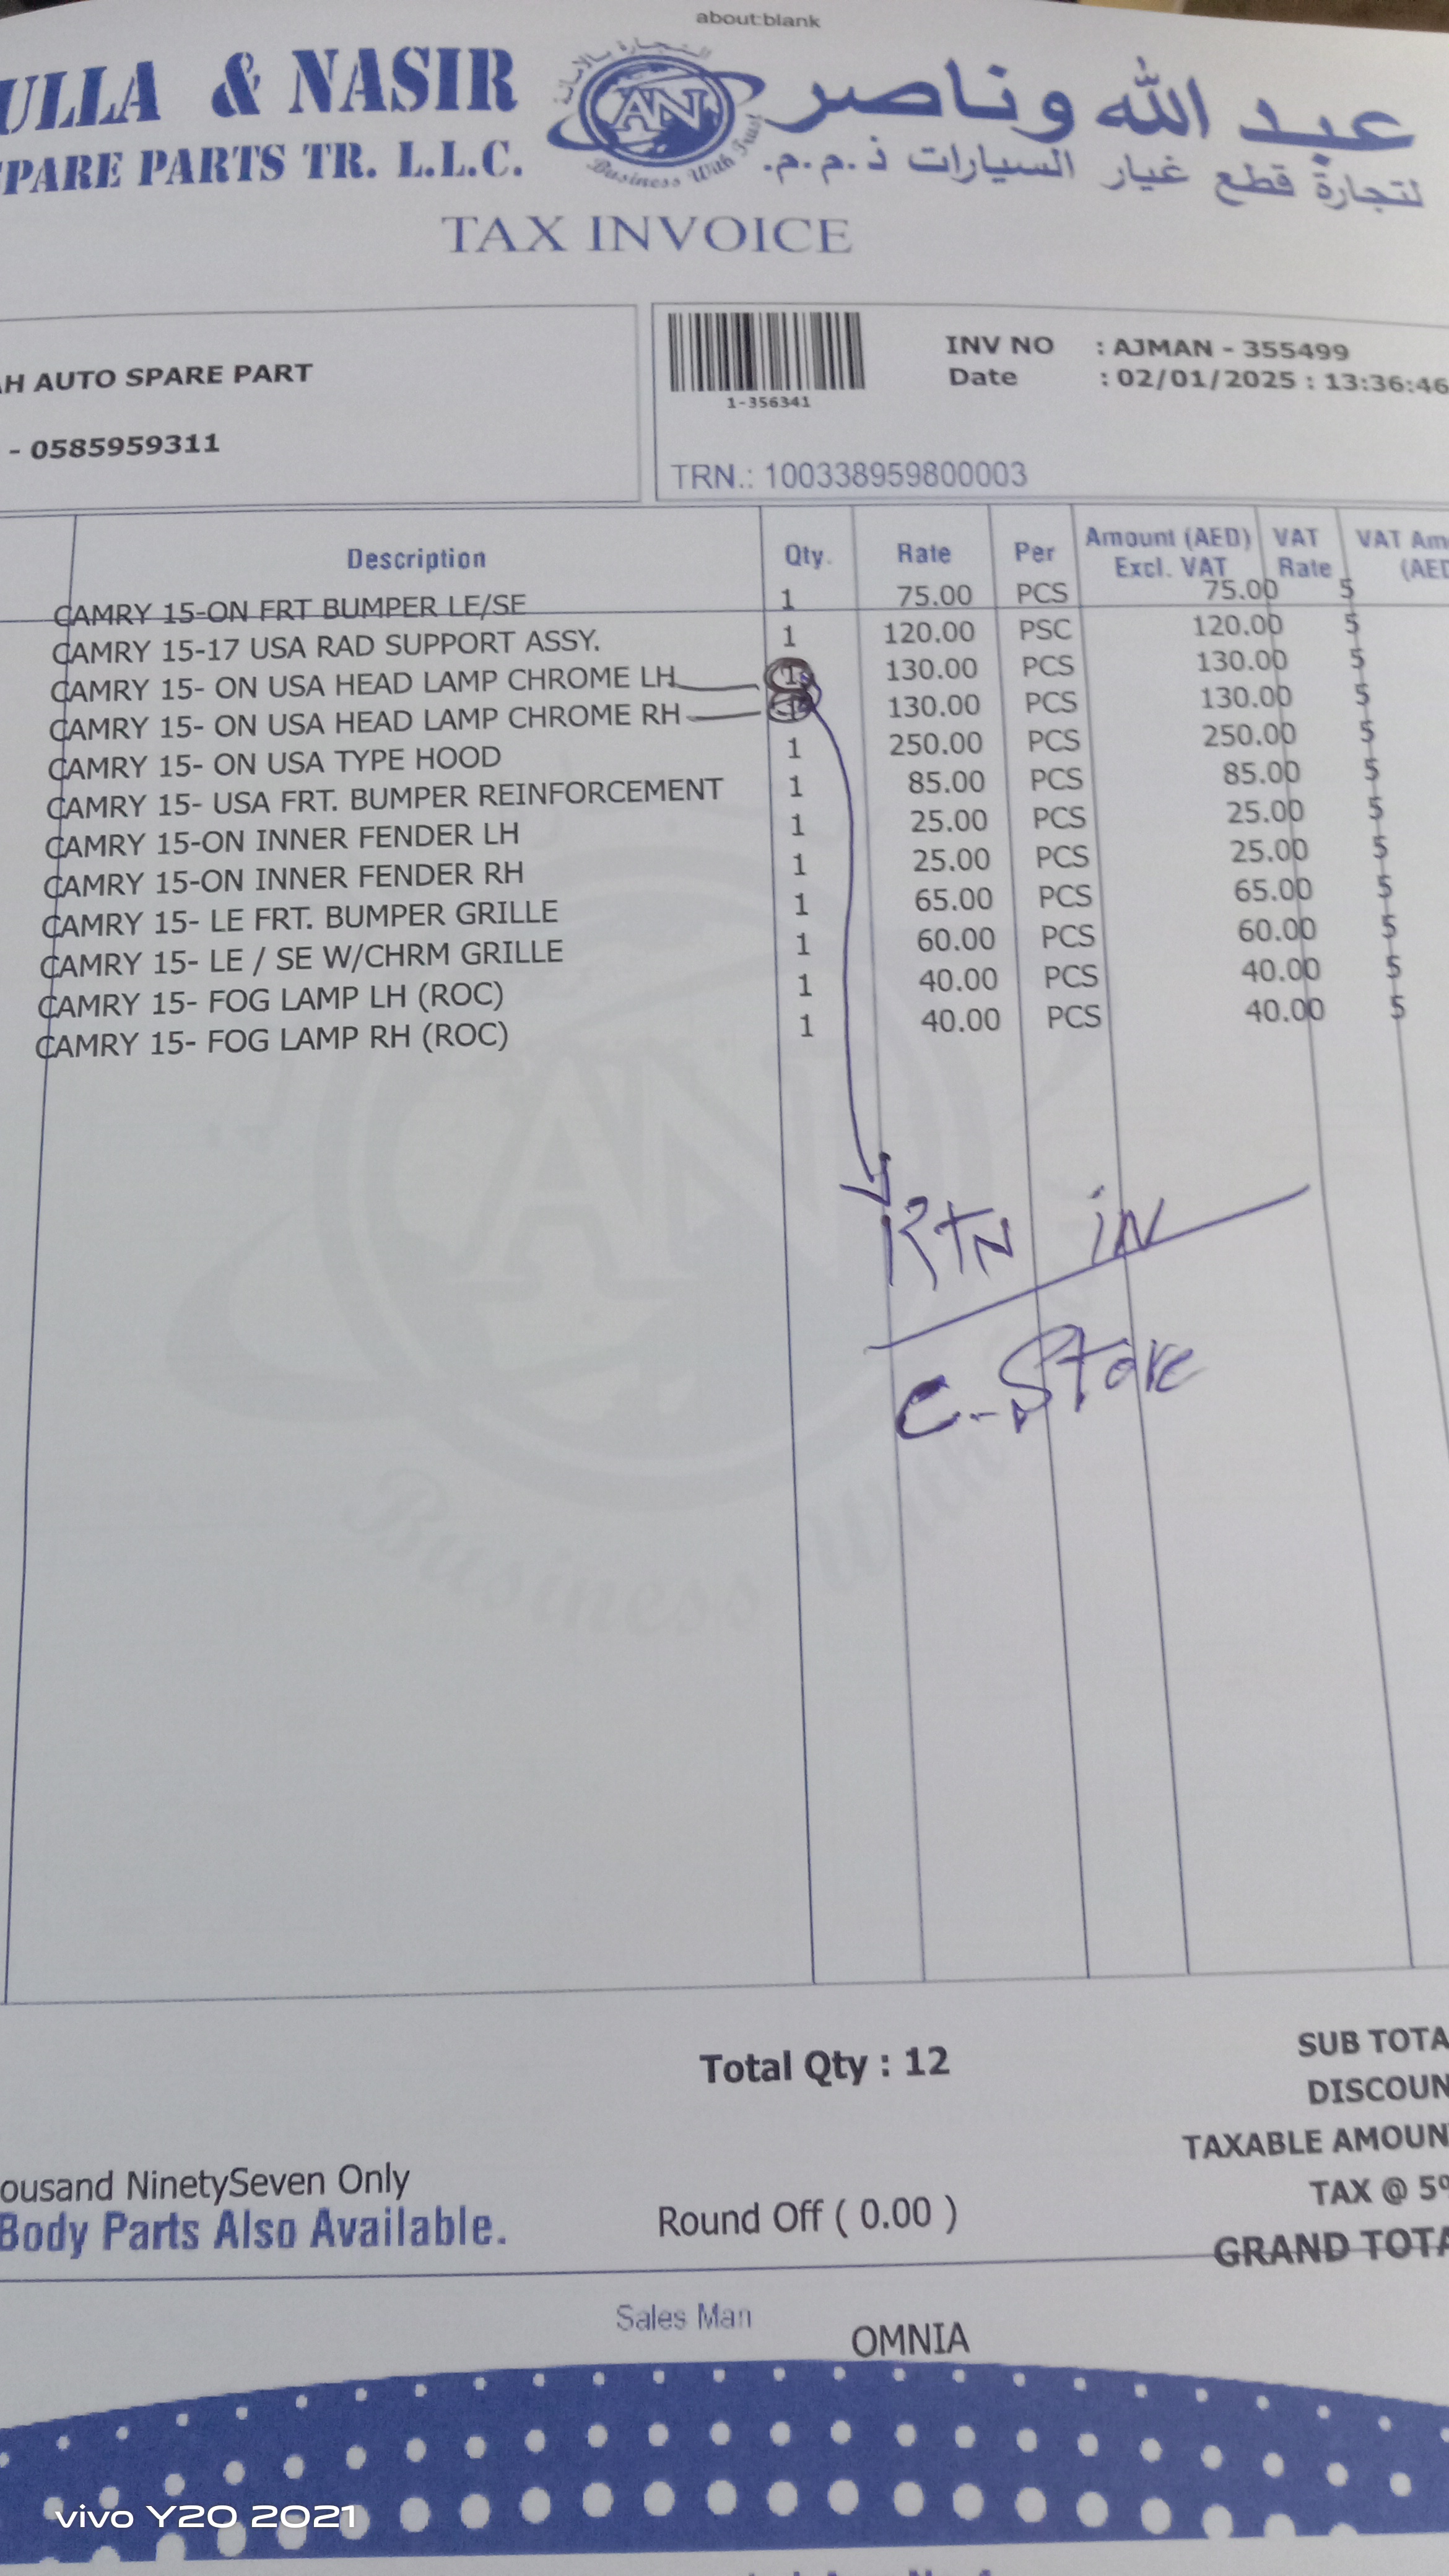 about:blank
ULLA & NASIR
عبد الله وناصر
PARE PARTS TR. L.L.C.
لتجارة قطع غيار السيارات ذ.م.م.
التجارة بالأمانة
AN
Business With Trust
TAX INVOICE
AH AUTO SPARE PART
- 0585959311
1-356341
INV NO : AJMAN - 355499
Date : 02/01/2025 : 13:36:46
TRN.: 100338959800003
Description Qty. Rate Per Amount (AED) Excl. VAT VAT Rate VAT Am (AED
CAMRY 15-ON FRT BUMPER LE/SE 1 75.00 PCS 75.00 5
CAMRY 15-17 USA RAD SUPPORT ASSY. 1 120.00 PSC 120.00 5
CAMRY 15- ON USA HEAD LAMP CHROME LH 1 130.00 PCS 130.00 5
CAMRY 15- ON USA HEAD LAMP CHROME RH 1 130.00 PCS 130.00 5
CAMRY 15- ON USA TYPE HOOD 1 250.00 PCS 250.00 5
CAMRY 15- USA FRT. BUMPER REINFORCEMENT 1 85.00 PCS 85.00 5
CAMRY 15-ON INNER FENDER LH 1 25.00 PCS 25.00 5
CAMRY 15-ON INNER FENDER RH 1 25.00 PCS 25.00 5
CAMRY 15- LE FRT. BUMPER GRILLE 1 65.00 PCS 65.00 5
CAMRY 15- LE / SE W/CHRM GRILLE 1 60.00 PCS 60.00 5
CAMRY 15- FOG LAMP LH (ROC) 1 40.00 PCS 40.00 5
CAMRY 15- FOG LAMP RH (ROC) 1 40.00 PCS 40.00 5
RTN IN
e-Store
AN
Business With
Total Qty : 12
SUB TOTA
DISCOUN
TAXABLE AMOUN
ousand NinetySeven Only
TAX @ 5%
Body Parts Also Available.
Round Off ( 0.00 )
GRAND TOTA
Sales Man
OMNIA
vivo Y20 2021